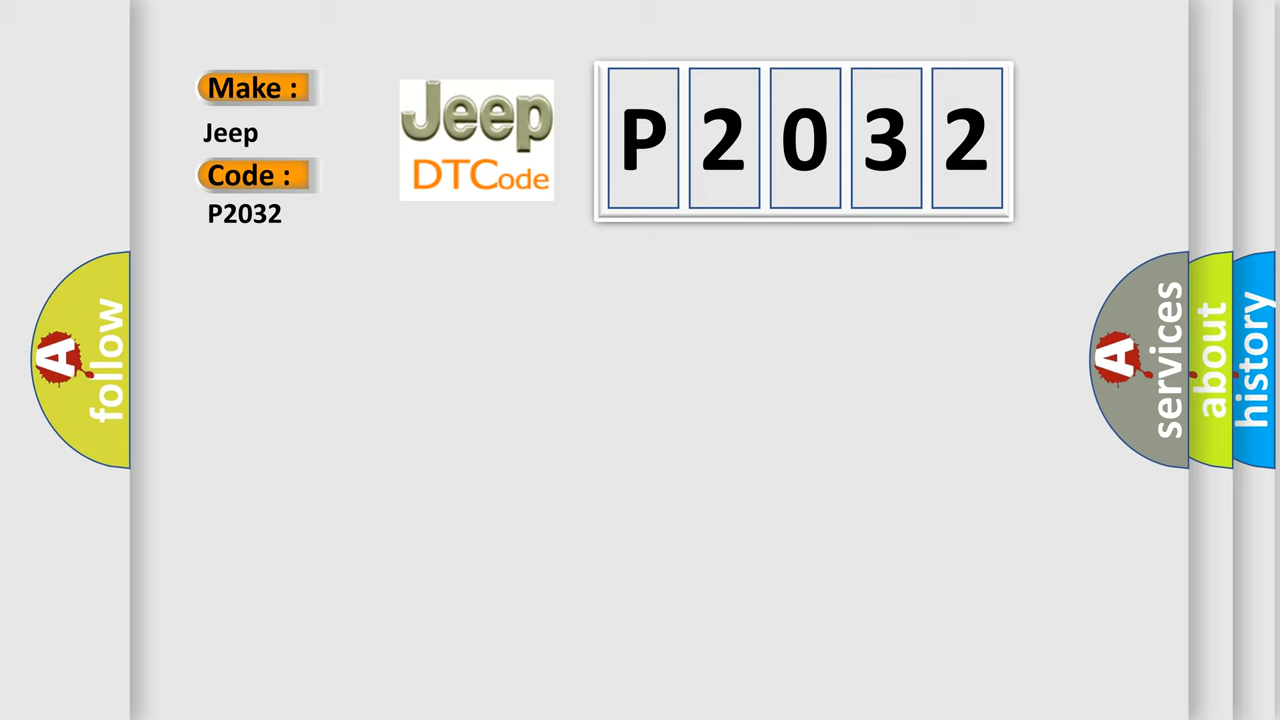 Make :
Jeep
Code :
P2032
Jeep
DTCode
P 2 0 3 2
A follow
A services
about
history